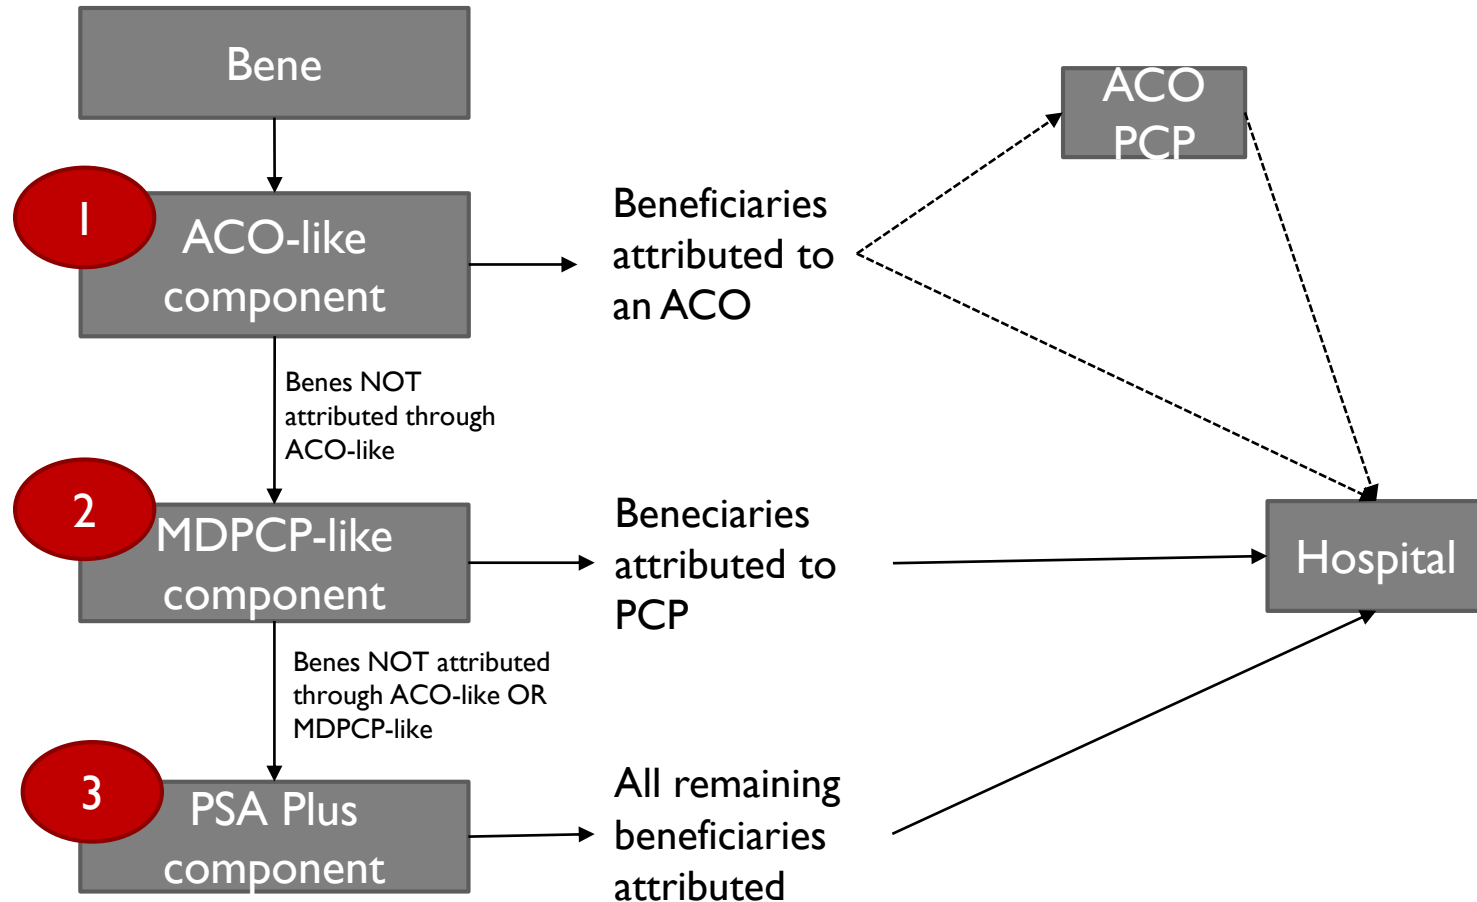 Bene
ACO
PCP
1
ACO-like
component
Beneficiaries
attributed to
an ACO
Benes NOT
attributed through
ACO-like
2
MDPCP-like
component
Beneciaries
attributed to
PCP
Hospital
Benes NOT attributed
through ACO-like OR
MDPCP-like
3
PSA Plus
component
All remaining
beneficiaries
attributed